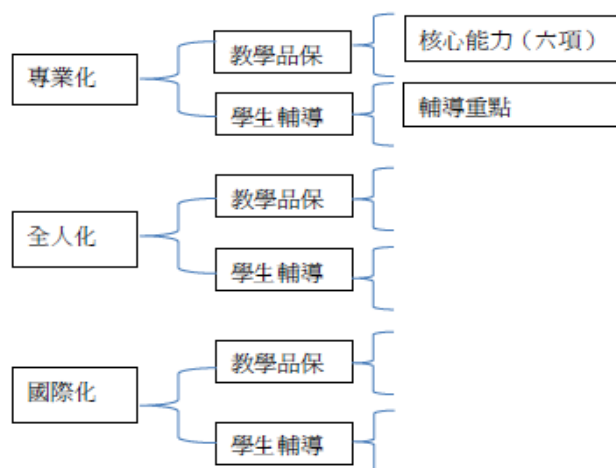 專業化
教學品保
核心能力（六項）
學生輔導
輔導重點
全人化
教學品保
學生輔導
國際化
教學品保
學生輔導